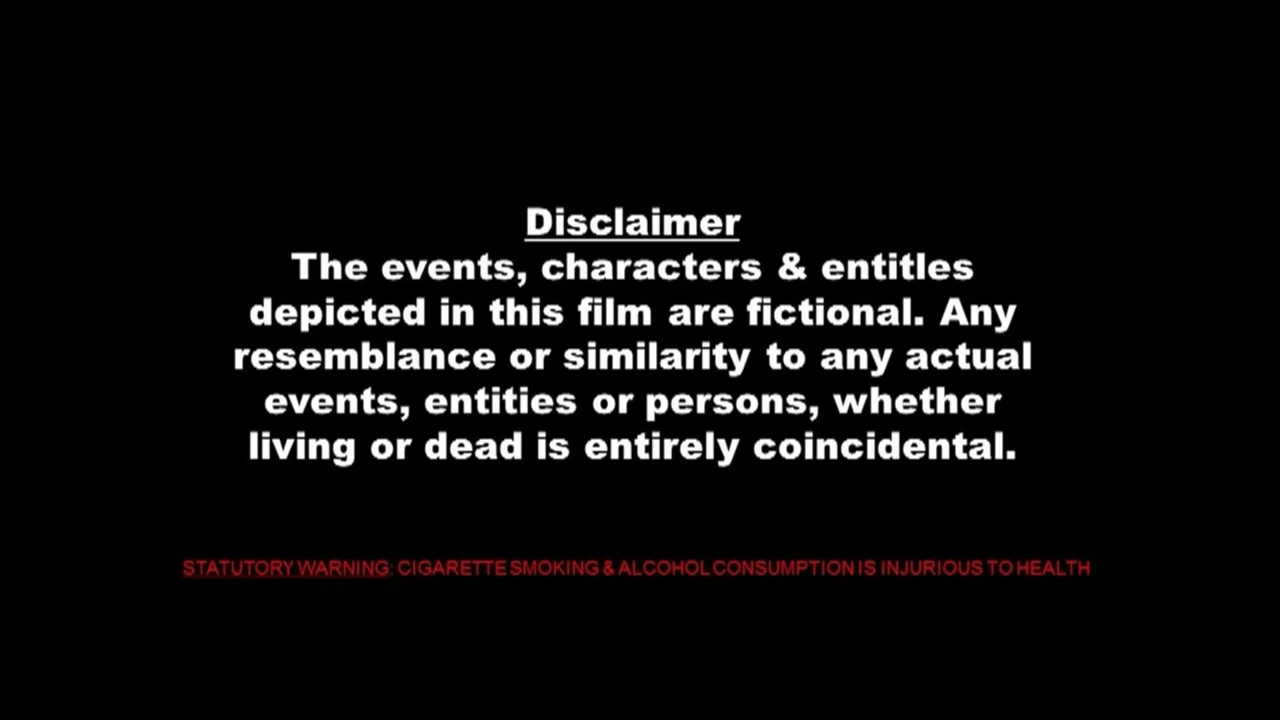 Disclaimer
The events, characters & entitles
depicted in this film are fictional. Any
resemblance or similarity to any actual
events, entities or persons, whether
living or dead is entirely coincidental.
STATUTORY WARNING: CIGARETTE SMOKING & ALCOHOL CONSUMPTION IS INJURIOUS TO HEALTH